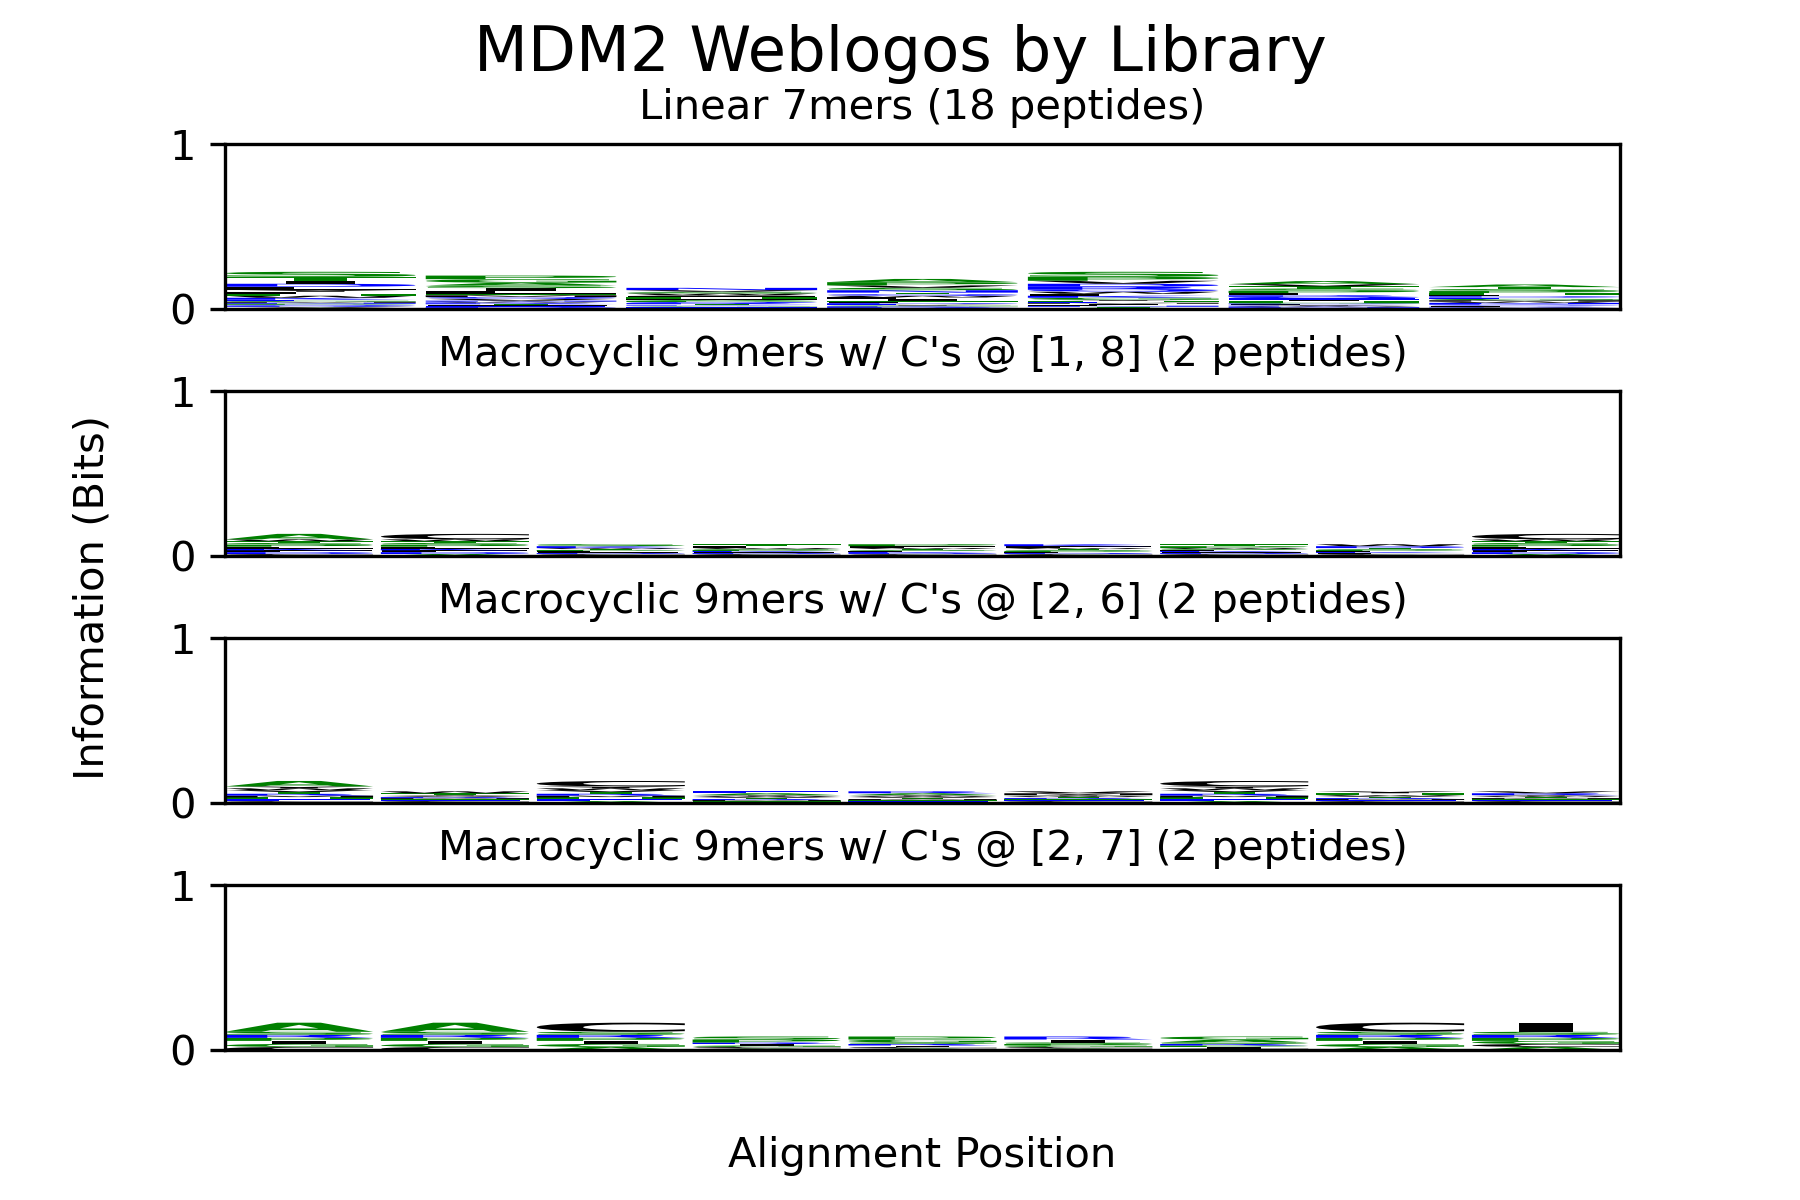 MDM2 Weblogos by Library
Linear 7mers (18 peptides)
1
0
Macrocyclic 9mers w/ C's @ [1, 8] (2 peptides)
1
0
Macrocyclic 9mers w/ C's @ [2, 6] (2 peptides)
1
0
Macrocyclic 9mers w/ C's @ [2, 7] (2 peptides)
1
0
Information (Bits)
Alignment Position